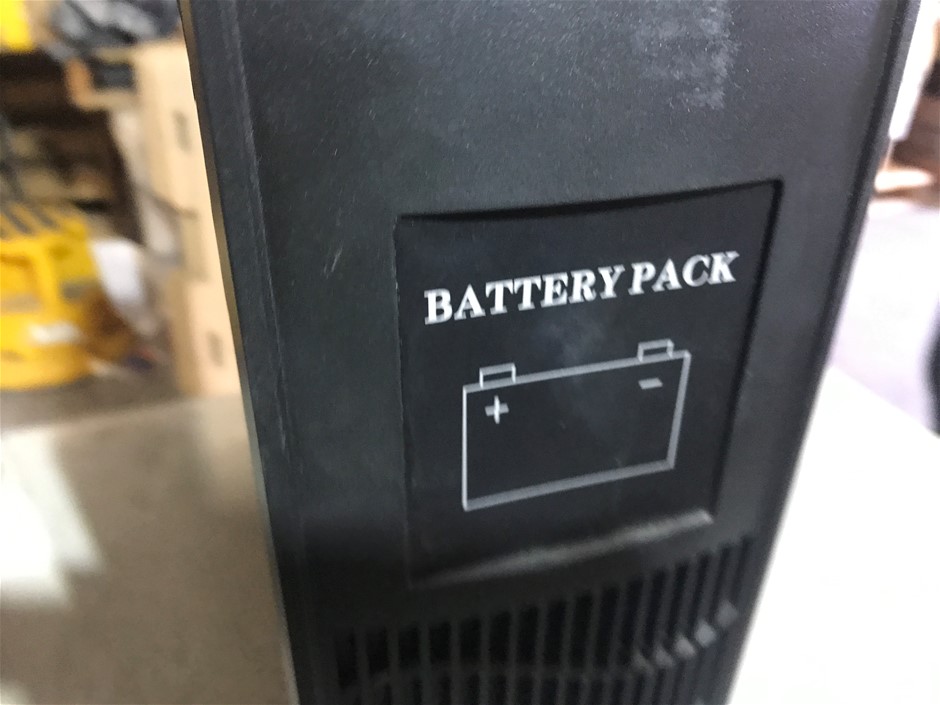 BATTERY PACK
+ -